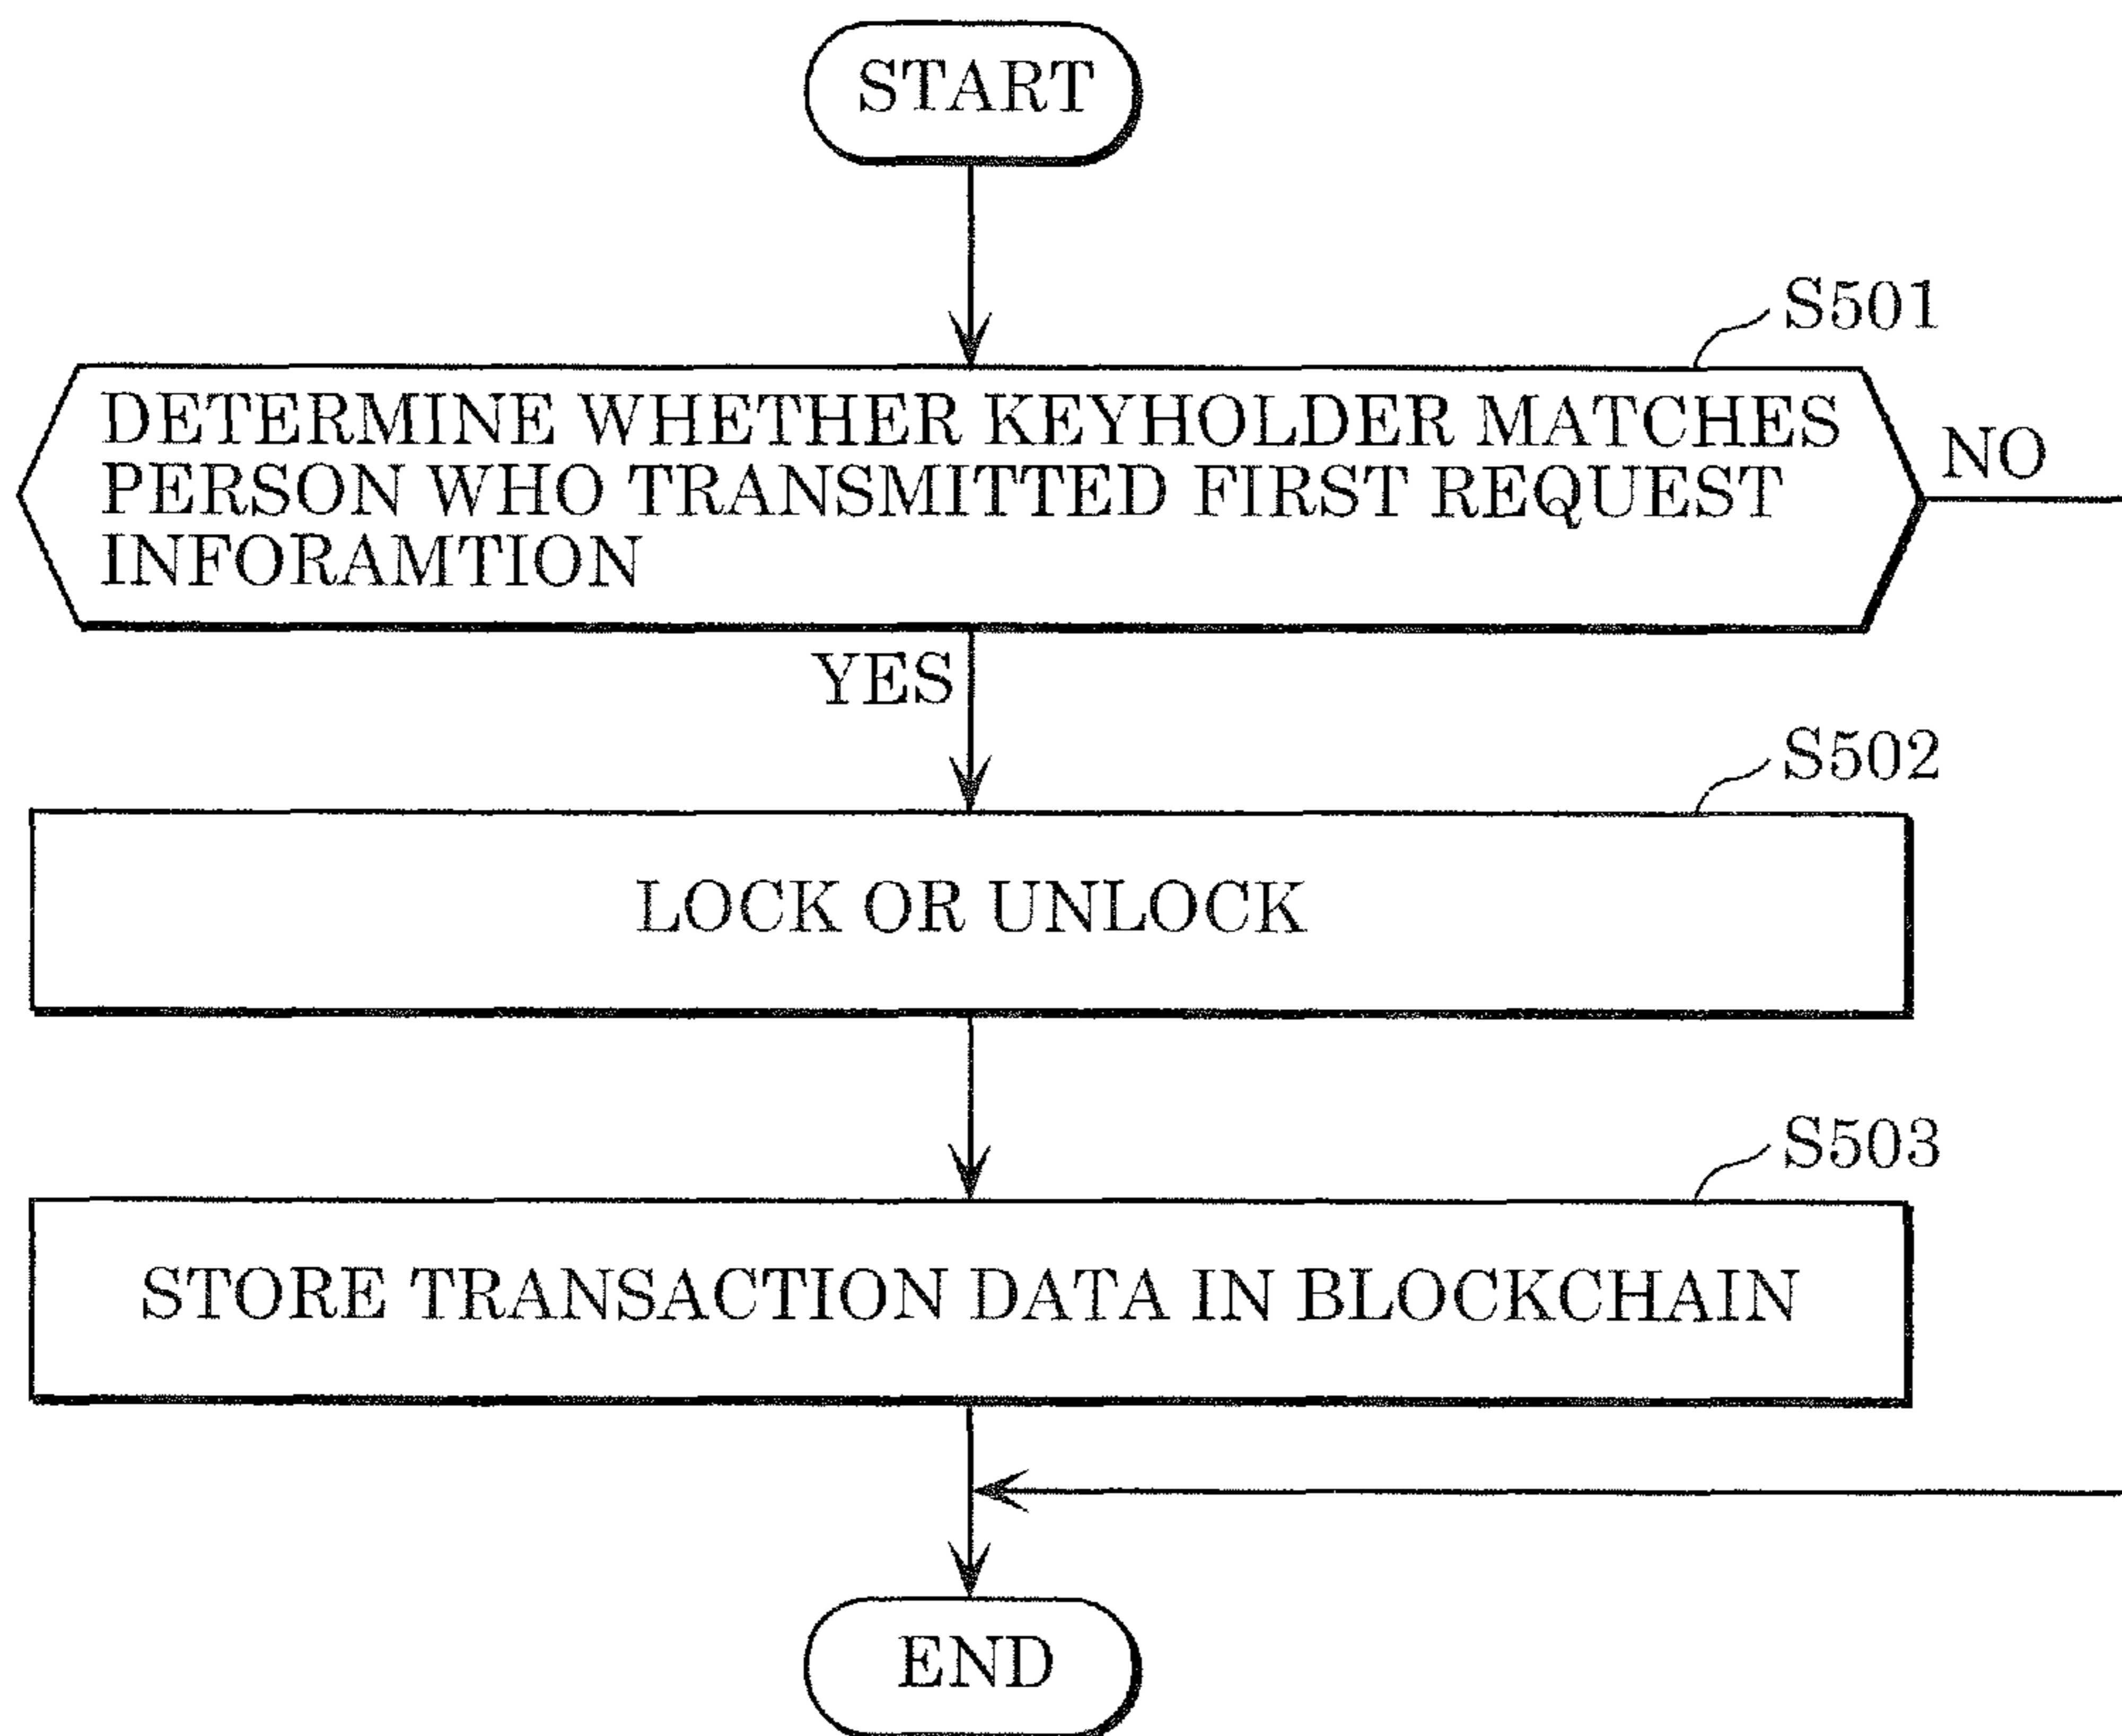 START
S501
DETERMINE WHETHER KEYHOLDER MATCHES
PERSON WHO TRANSMITTED FIRST REQUEST
INFORAMTION
NO
YES
S502
LOCK OR UNLOCK
S503
STORE TRANSACTION DATA IN BLOCKCHAIN
END